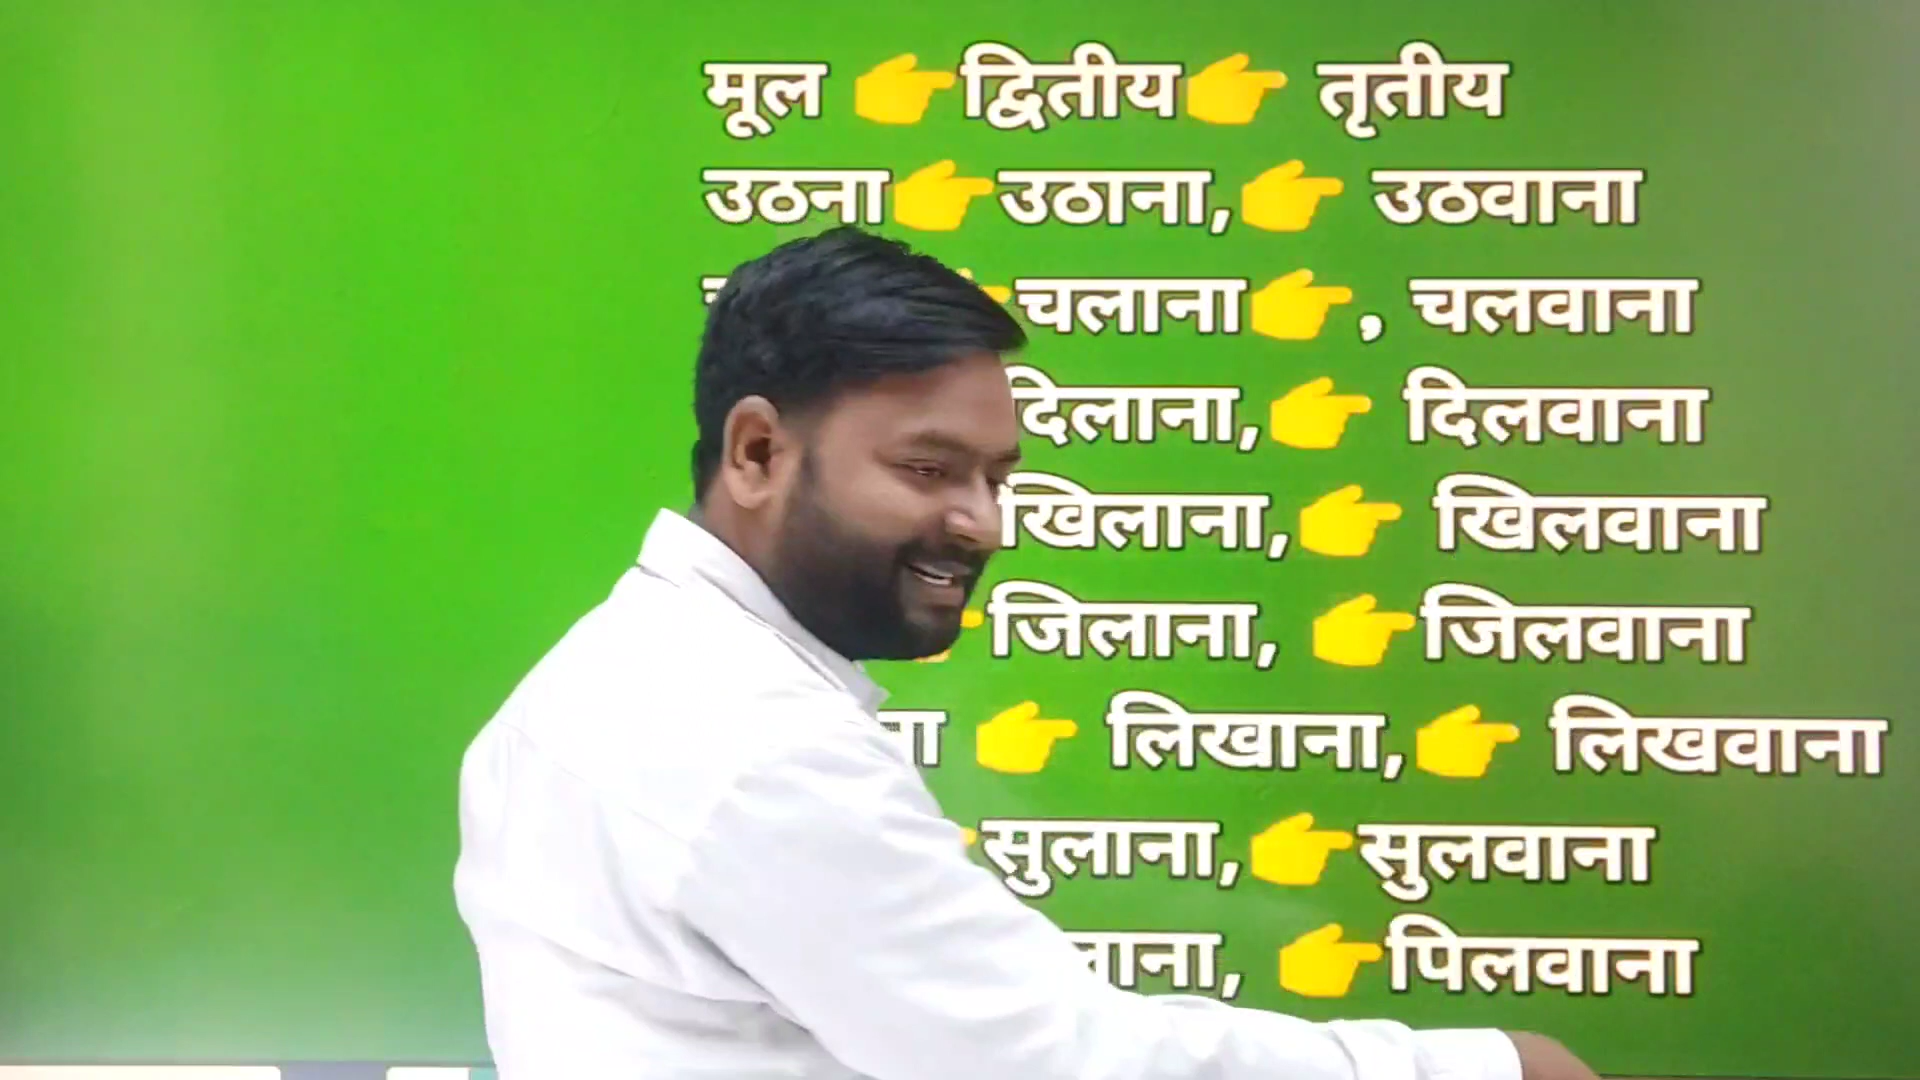 मूल 👉 द्वितीय 👉 तृतीय
उठना 👉 उठाना, 👉 उठवाना
चलाना 👉 , चलवाना
दिलाना, 👉 दिलवाना
खिलाना, 👉 खिलवाना
जिलाना, 👉 जिलवाना
👉 लिखाना, 👉 लिखवाना
सुलाना, 👉 सुलवाना
👉 पिलवाना